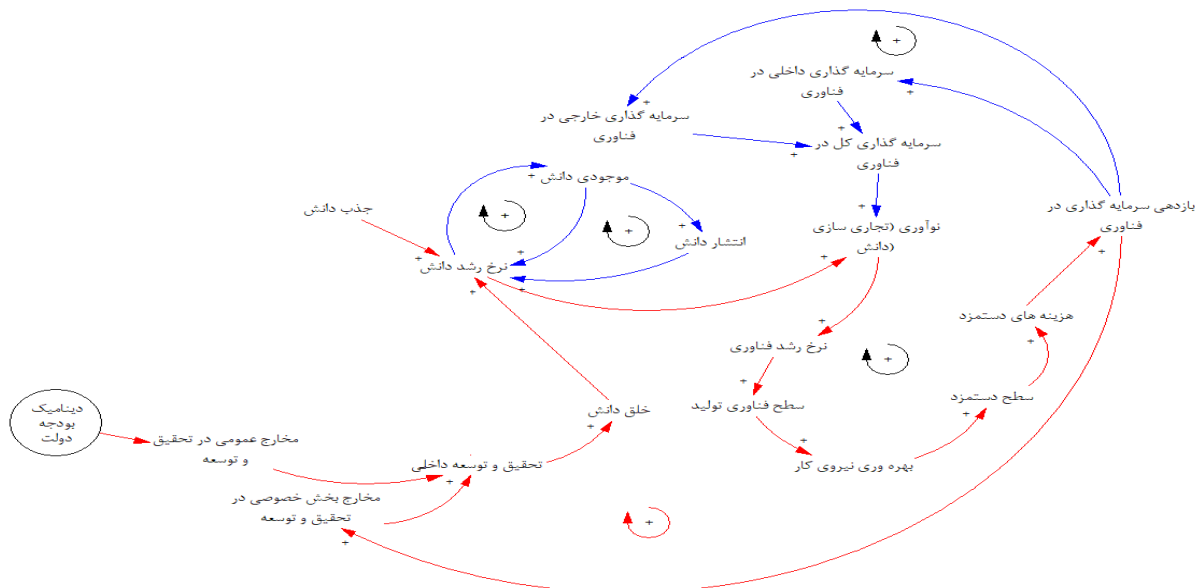 سرمایه گذاری داخلی در
فناوری
سرمایه گذاری خارجی در
فناوری
سرمایه گذاری کل در
فناوری
موجودی دانش
بازدهی سرمایه گذاری در
فناوری
جذب دانش
نوآوری (تجاری سازی
دانش)
انتشار دانش
نرخ رشد دانش
هزینه های دستمزد
نرخ رشد فناوری
سطح دستمزد
سطح فناوری تولید
خلق دانش
دینامیک
بودجه
دولت
مخارج عمومی در تحقیق
و توسعه
تحقیق و توسعه داخلی
بهره وری نیروی کار
مخارج بخش خصوصی در
تحقیق و توسعه